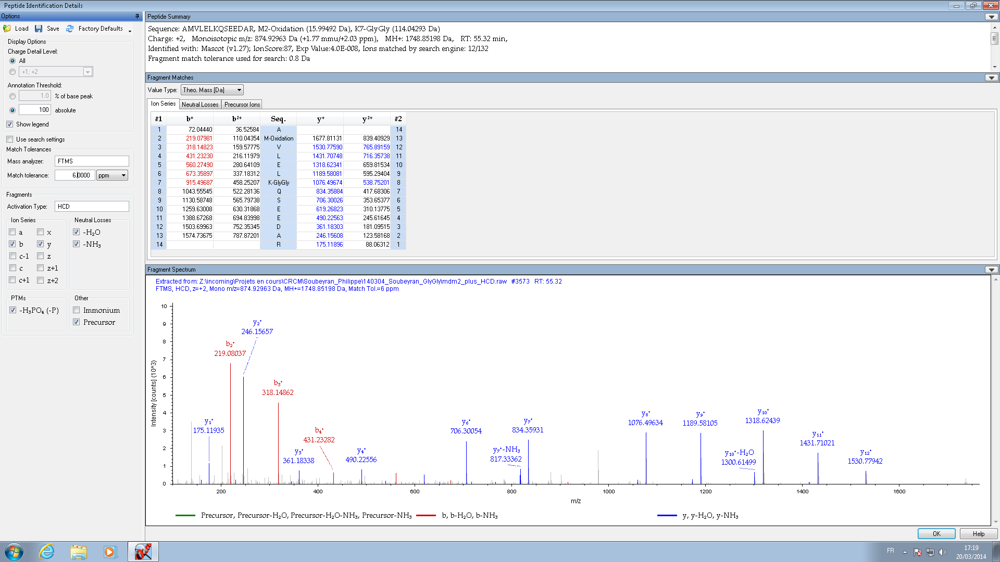 Peptide Identification Details
Options
Load Save Factory Defaults
Display Options
Charge Detail Level:
All
+1; +2
Annotation Threshold:
1.0 % of base peak
100 absolute
Show legend
Use search settings
Match Tolerances
Mass analyzer: FTMS
Match tolerance: 6.0000 ppm
Fragments
Activation Type: HCD
Ion Series Neutral Losses
a x -H₂O
b y -NH₃
c-1 z
c z+1
c+1 z+2
PTMs Other
-H₃PO₄ (-P) Immonium
Precursor
Peptide Summary
Sequence: AMVLELKQSEEDAR, M2-Oxidation (15.99492 Da), K7-GlyGly (114.04293 Da)
Charge: +2, Monoisotopic m/z: 874.92963 Da (+1.77 mmu/+2.03 ppm), MH+: 1748.85198 Da, RT: 55.32 min,
Identified with: Mascot (v1.27); IonScore:87, Exp Value:4.0E-008, Ions matched by search engine: 12/132
Fragment match tolerance used for search: 0.8 Da
Fragment Matches
Value Type: Theo. Mass [Da]
Ion Series Neutral Losses Precursor Ions
#1 b⁺ b²⁺ Seq. y⁺ y²⁺ #2
1 72.04440 36.52584 A 14
2 219.07981 110.04354 M-Oxidation 1677.81131 839.40929 13
3 318.14823 159.57775 V 1530.77590 765.89159 12
4 431.23230 216.11979 L 1431.70748 716.35738 11
5 560.27490 280.64109 E 1318.62341 659.81534 10
6 673.35897 337.18312 L 1189.58081 595.29404 9
7 915.49687 458.25207 K-GlyGly 1076.49674 538.75201 8
8 1043.55545 522.28136 Q 834.35884 417.68306 7
9 1130.58748 565.79738 S 706.30026 353.65377 6
10 1259.63008 630.31868 E 619.26823 310.13775 5
11 1388.67268 694.83998 E 490.22563 245.61645 4
12 1503.69963 752.35345 D 361.18303 181.09515 3
13 1574.73675 787.87201 A 246.15608 123.58168 2
14 R 175.11896 88.06312 1
Fragment Spectrum
Extracted from: Z:\incoming\Projets en cours\CRCM\Soubeyran_Philippe\140304_Soubeyran_GlyGly\mdm2_plus_HCD.raw #3573 RT: 55.32
FTMS, HCD, z=+2, Mono m/z=874.92963 Da, MH+=1748.85198 Da, Match Tol.=6 ppm
Intensity [counts] (10^3)
10
9
8
7
6
5
4
3
2
1
0
y₂⁺
246.15657
b₂⁺
219.08037
b₃⁺
318.14862
y₁⁺
175.11935
b₄⁺
431.23282
y₃⁺
361.18338
y₄⁺
490.22556
y₆⁺
706.30054
y₇⁺
834.35931
y₇⁺-NH₃
817.33362
y₈⁺
1076.49634
y₉⁺
1189.58105
y₁₀⁺
1318.62439
y₁₀⁺-H₂O
1300.61499
y₁₁⁺
1431.71021
y₁₂⁺
1530.77942
200 400 600 800 1000 1200 1400 1600
m/z
Precursor, Precursor-H₂O, Precursor-H₂O-NH₃, Precursor-NH₃ b, b-H₂O, b-NH₃ y, y-H₂O, y-NH₃
OK Help
FR
17:19
20/03/2014